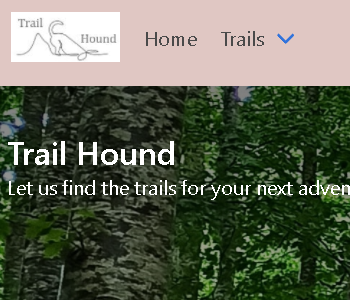 Trail
Hound
Home Trails
Trail Hound
Let us find the trails for your next adven